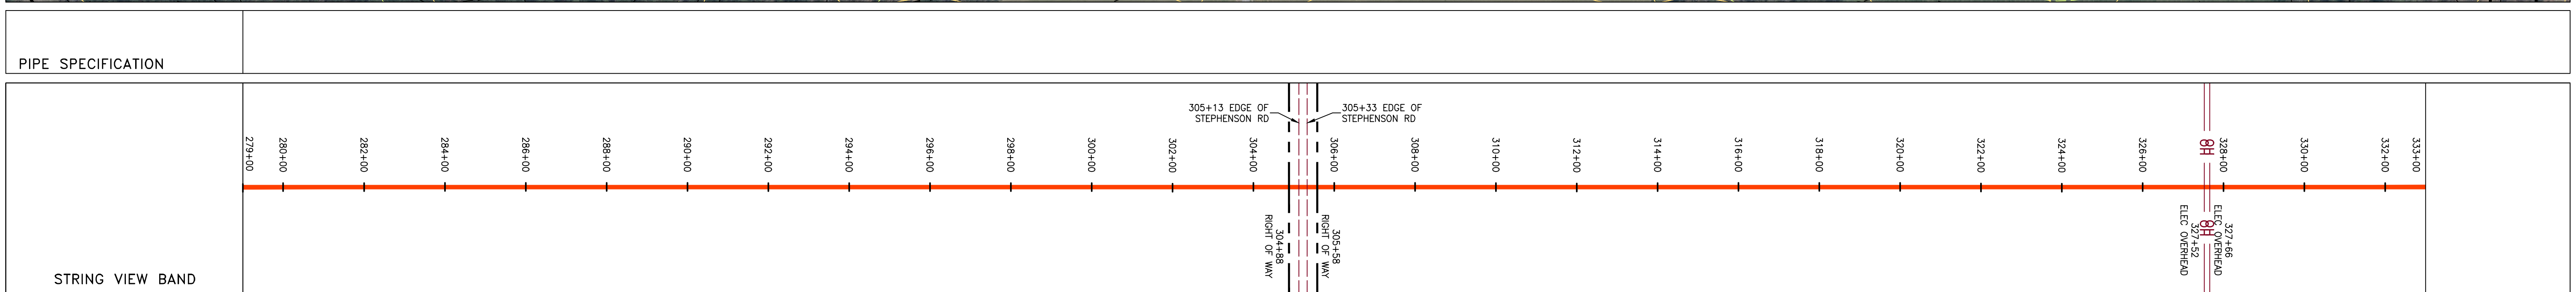 PIPE SPECIFICATION
305+13 EDGE OF
STEPHENSON RD
305+33 EDGE OF
STEPHENSON RD
279+00
280+00
282+00
284+00
286+00
288+00
290+00
292+00
294+00
296+00
298+00
300+00
302+00
304+00
306+00
308+00
310+00
312+00
314+00
316+00
318+00
320+00
322+00
324+00
326+00
OH
OH
328+00
330+00
332+00
333+00
304+88
RIGHT OF WAY
305+58
RIGHT OF WAY
327+52
ELEC OVERHEAD
OH
OH
327+66
ELEC OVERHEAD
STRING VIEW BAND